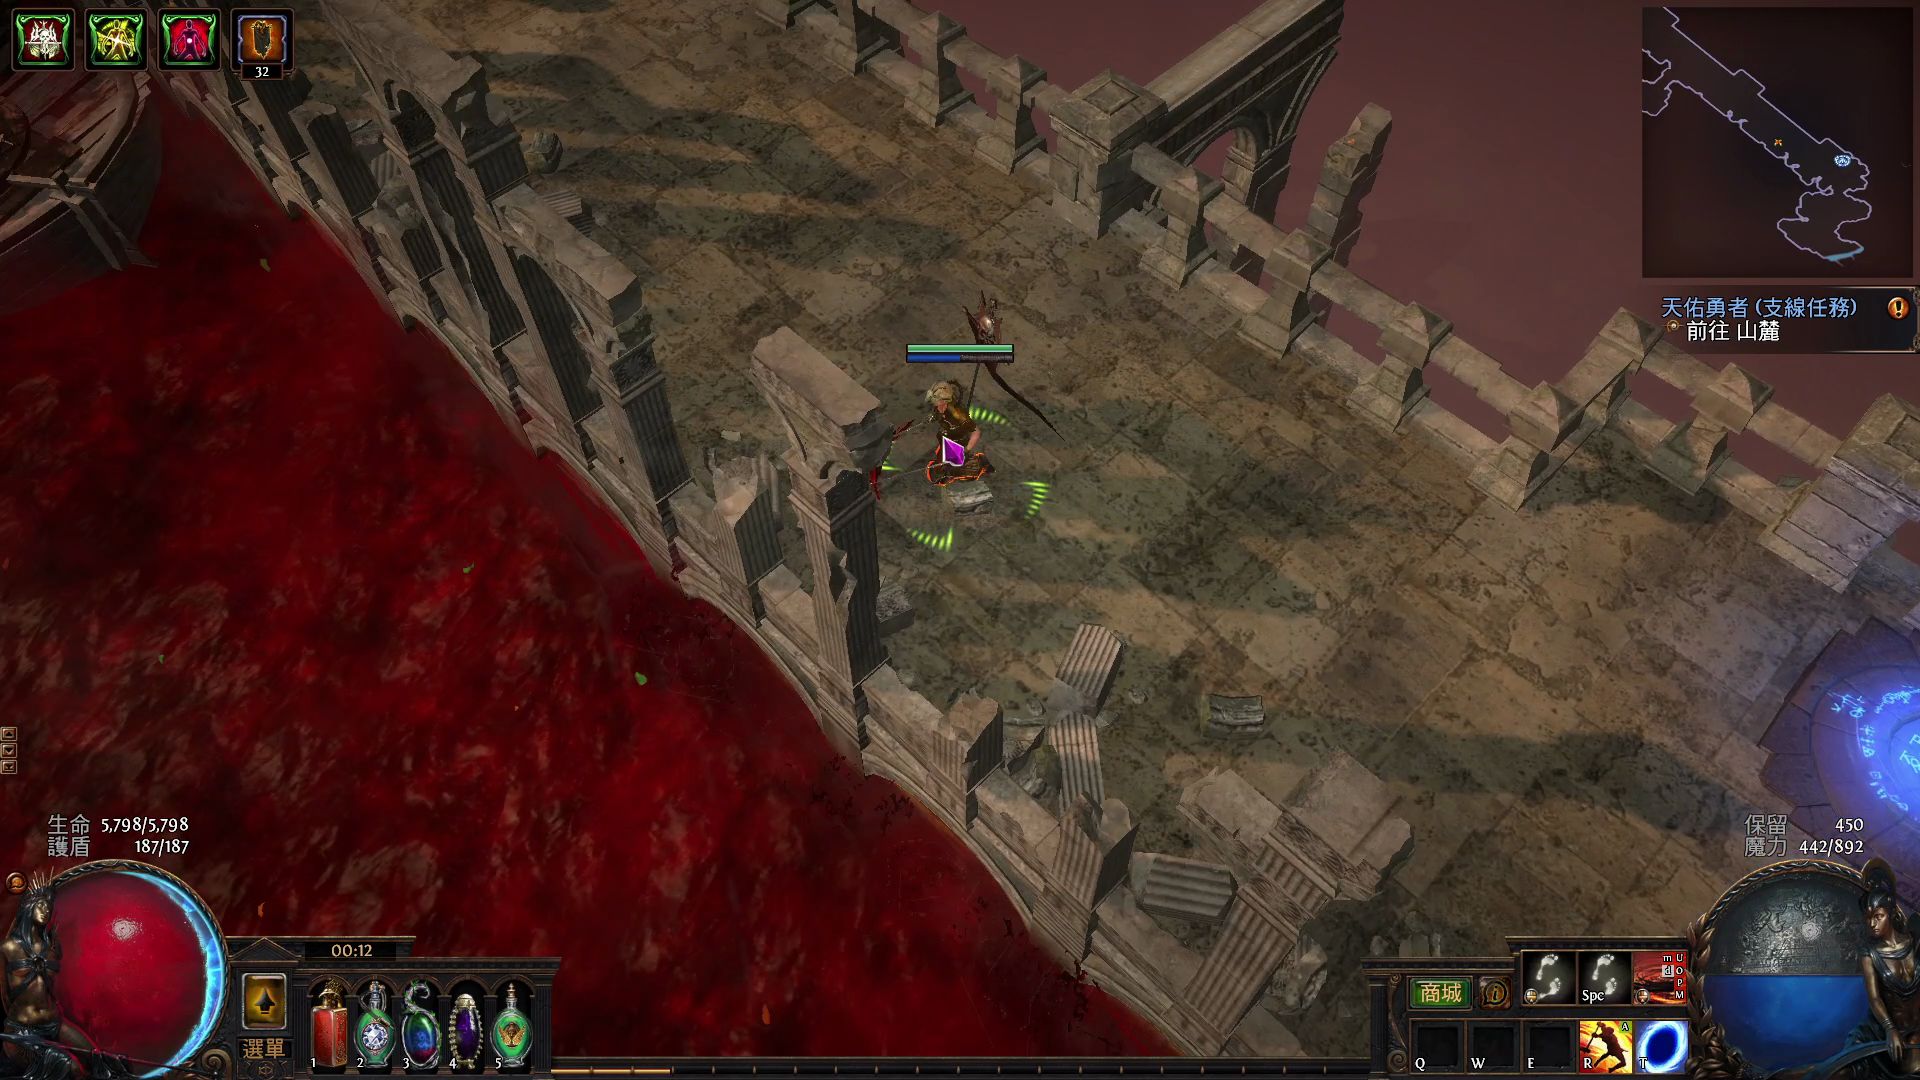 32
天佑勇者 (支線任務)
前往 山麓
生命 5,798/5,798
護盾 187/187
保留 450
魔力 442/892
00:12
選單
1
2
3
4
5
商城
Spc
m U
d O
P
M
Q
W
E
R
A
T